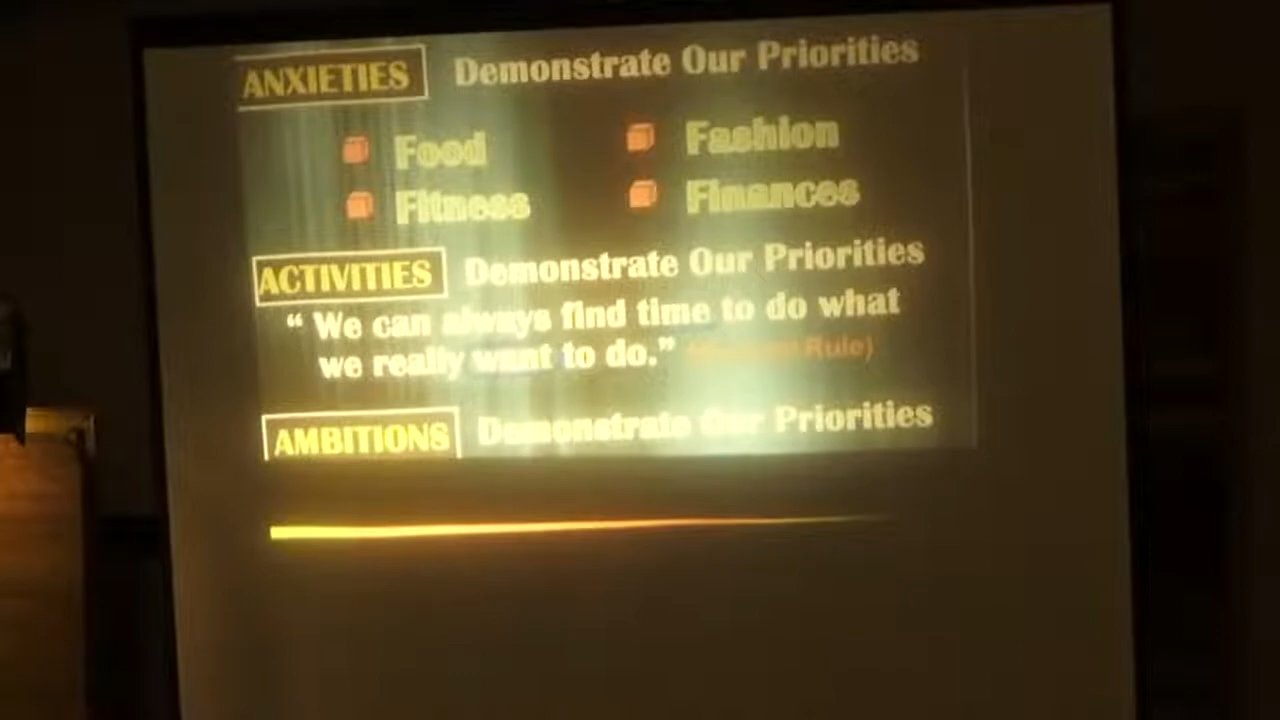 ANXIETIES Demonstrate Our Priorities
Food Fashion
Fitness Finances
ACTIVITIES Demonstrate Our Priorities
“ We can always find time to do what
we really want to do.” Rule)
AMBITIONS Demonstrate Our Priorities